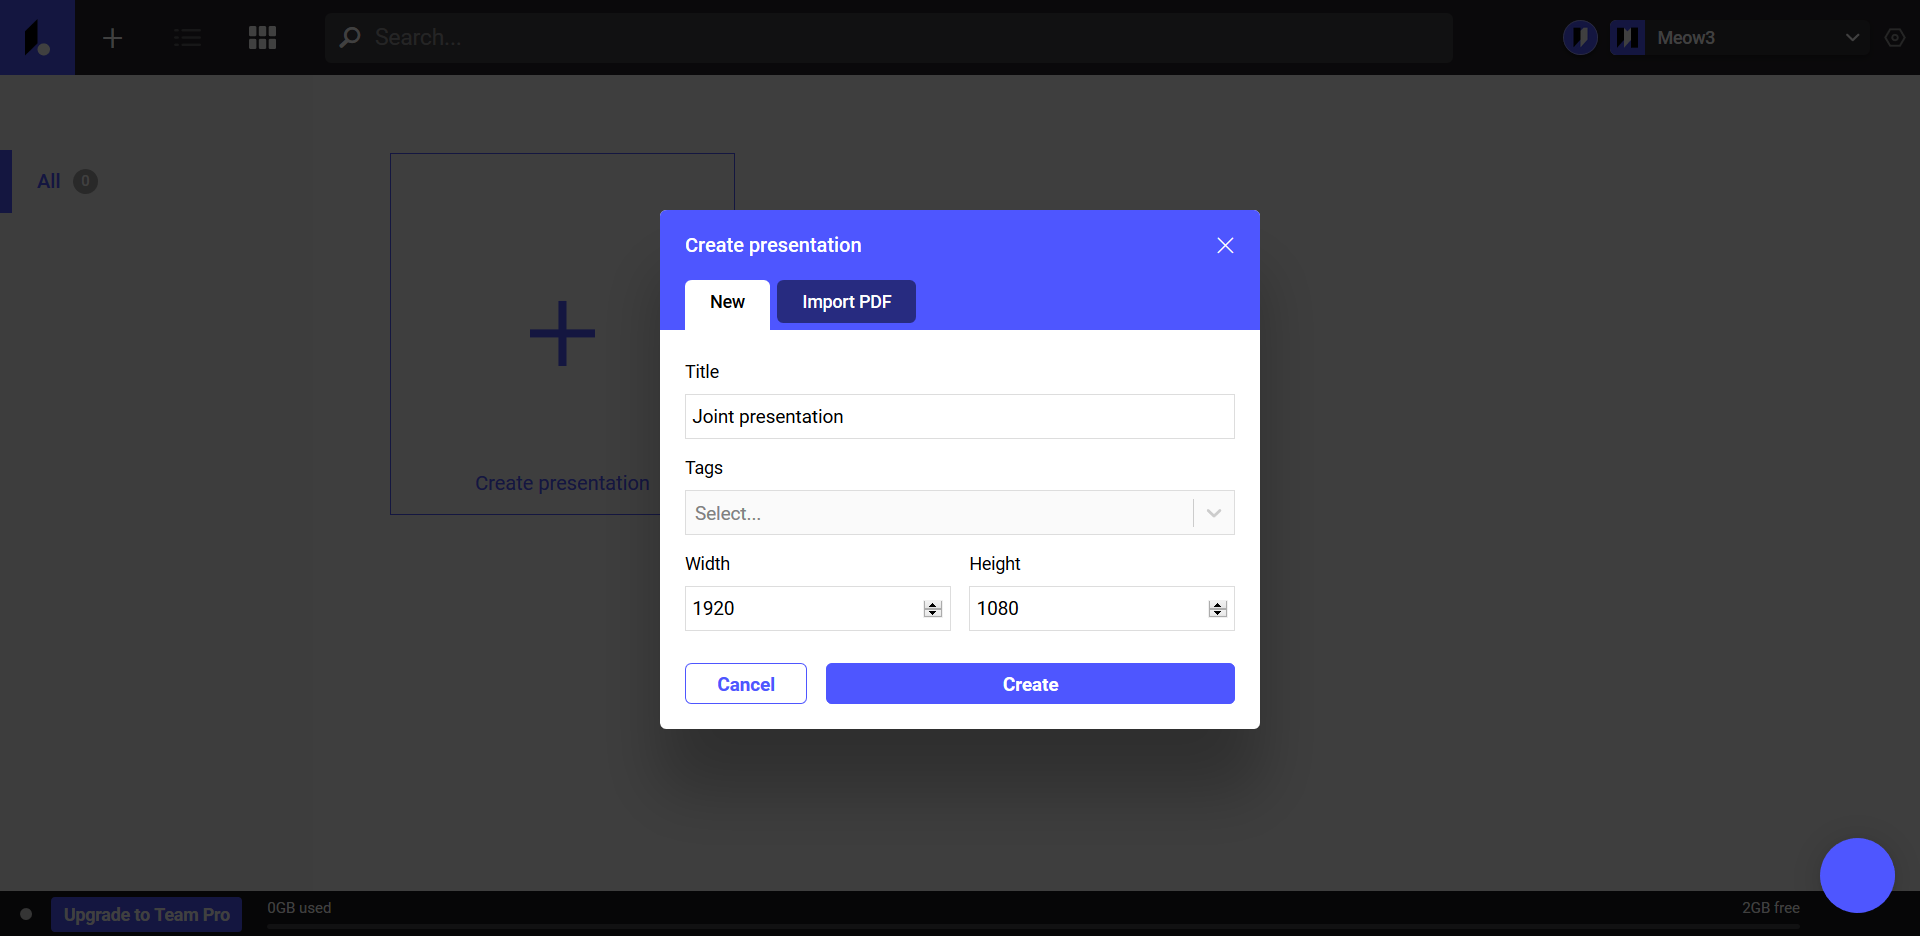 Search...
Meow3
All 0
Create presentation
Create presentation
New
Import PDF
Title
Joint presentation
Tags
Select...
Width
Height
1920
1080
Cancel
Create
Upgrade to Team Pro
0GB used
2GB free